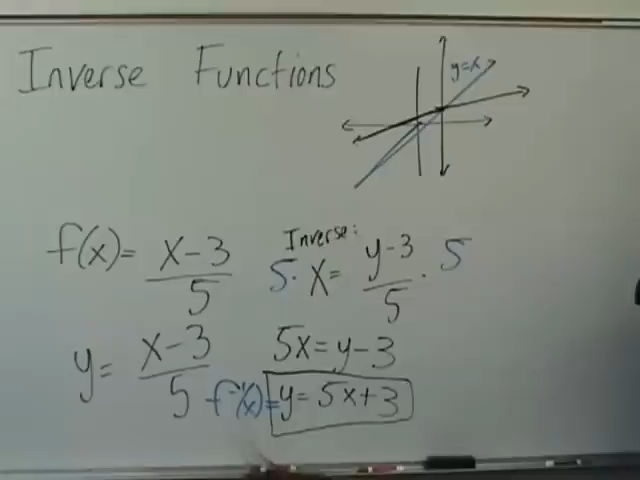 Inverse Functions
y=x
f(x)= x-3/5
y= x-3/5
Inverse:
5· x= y-3/5 · 5
5x=y-3
f⁻¹(x)= y=5x+3